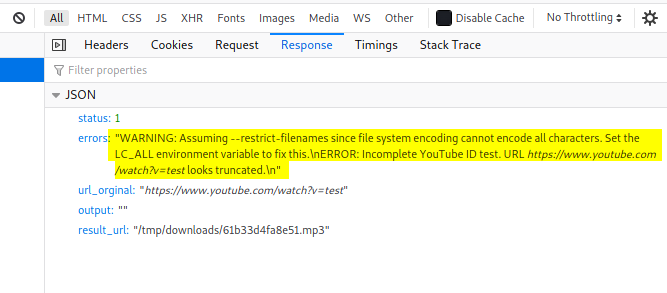 All HTML CSS JS XHR Fonts Images Media WS Other Disable Cache No Throttling
Headers Cookies Request Response Timings Stack Trace
Filter properties
JSON
status: 1
errors: "WARNING: Assuming --restrict-filenames since file system encoding cannot encode all characters. Set the
LC_ALL environment variable to fix this.\nERROR: Incomplete YouTube ID test. URL https://www.youtube.com
/watch?v=test looks truncated.\n"
url_orginal: "https://www.youtube.com/watch?v=test"
output: ""
result_url: "/tmp/downloads/61b33d4fa8e51.mp3"